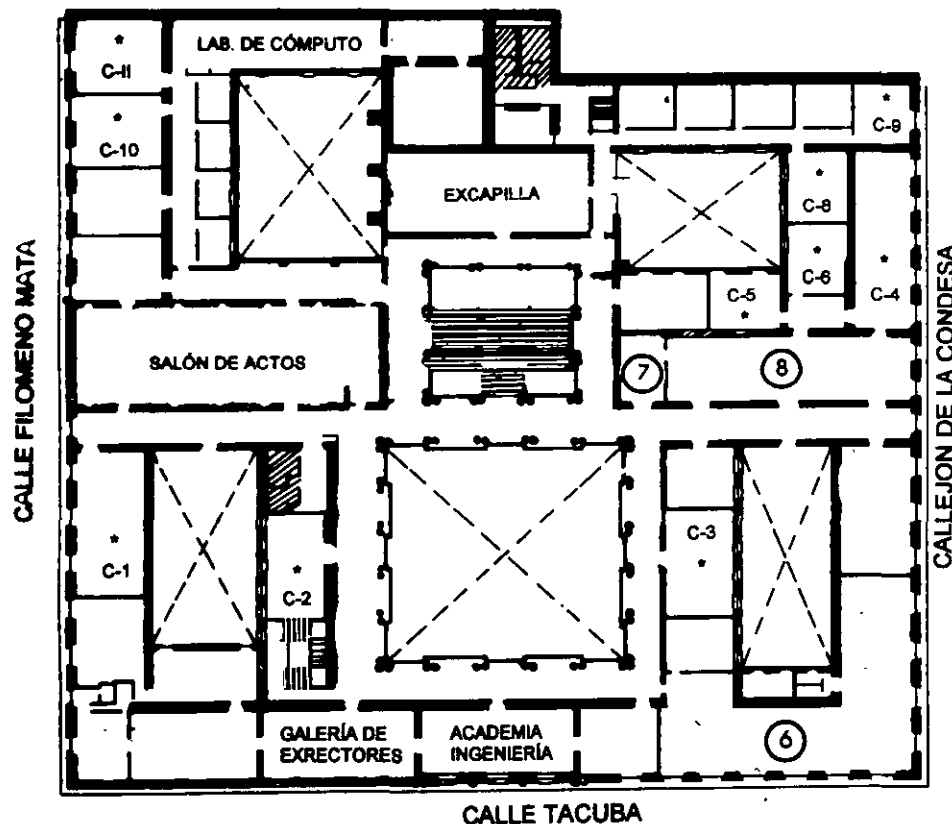 LAB. DE CÓMPUTO
* C-11
* C-10
* C-9
EXCAPILLA
* C-8
* C-6
C-5 *
* C-4
CALLE FILOMENO MATA
CALLEJON DE LA CONDESA
SALÓN DE ACTOS
7
8
C-3 *
* C-1
* C-2
GALERÍA DE
EXRECTORES
ACADEMIA
INGENIERÍA
6
CALLE TACUBA